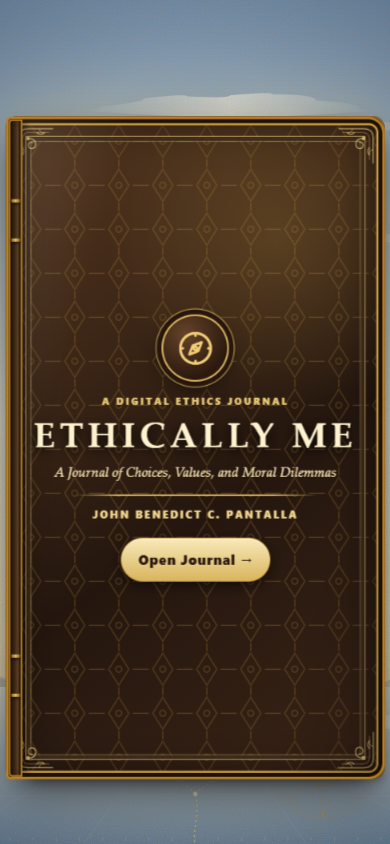 A DIGITAL ETHICS JOURNAL
ETHICALLY ME
A Journal of Choices, Values, and Moral Dilemmas
JOHN BENEDICT C. PANTALLA
Open Journal →